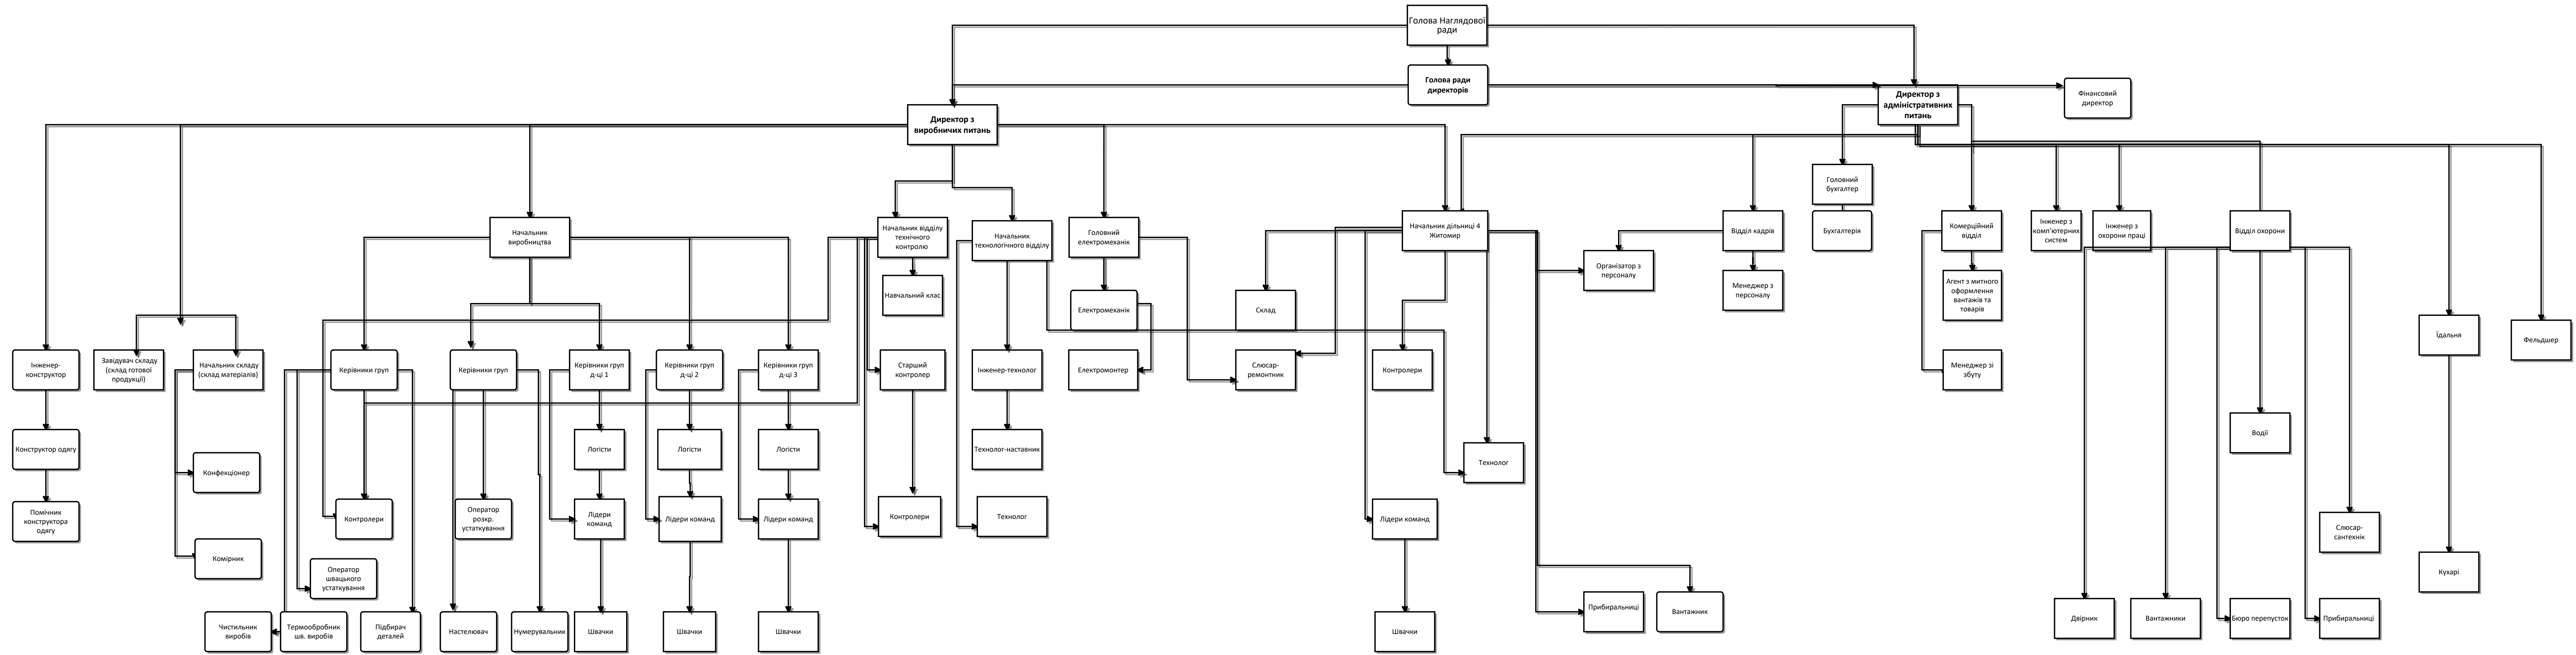 Голова Наглядової
ради
Голова ради
директорів
Директор з
адміністративних
питань
Фінансовий
директор
Директор з
виробничих питань
Головний
бухгалтер
Начальник
виробництва
Начальник відділу
технічного
контролю
Начальник
технологічного відділу
Головний
електромеханік
Начальник дільниці 4
Житомир
Відділ кадрів
Бухгалтерія
Комерційний
відділ
Інженер з
комп’ютерних
систем
Інженер з
охорони праці
Відділ охорони
Навчальний клас
Електромеханік
Склад
Організатор з
персоналу
Менеджер з
персоналу
Агент з митного
оформлення
вантажів та
товарів
Їдальня
Фельдшер
Інженер-
конструктор
Завідувач складу
(склад готової
продукції)
Начальник складу
(склад матеріалів)
Керівники груп
Керівники груп
Керівники груп
д-ці 1
Керівники груп
д-ці 2
Керівники груп
д-ці 3
Старший
контролер
Інженер-технолог
Електромонтер
Слюсар-
ремонтник
Контролери
Менеджер зі
збуту
Конструктор одягу
Конфекціонер
Логісти
Логісти
Логісти
Технолог-наставник
Технолог
Водії
Помічник
конструктора
одягу
Комірник
Контролери
Оператор
розкр.
устаткування
Лідери
команд
Лідери команд
Лідери команд
Контролери
Технолог
Лідери команд
Слюсар-
сантехнік
Оператор
швацького
устаткування
Кухарі
Чистильник
виробів
Термообробник
шв. виробів
Підбирач
деталей
Настелювач
Нумерувальник
Швачки
Швачки
Швачки
Швачки
Прибиральниці
Вантажник
Двірник
Вантажники
Бюро перепусток
Прибиральниці